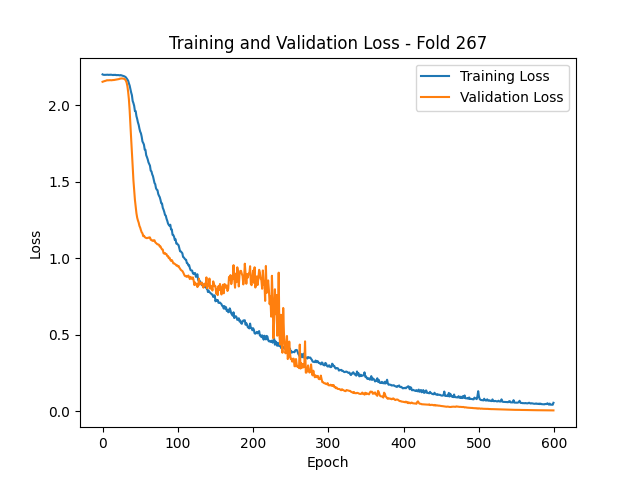 Training and Validation Loss - Fold 267
Training Loss
Validation Loss
Loss
2.0
1.5
1.0
0.5
0.0
0 100 200 300 400 500 600
Epoch